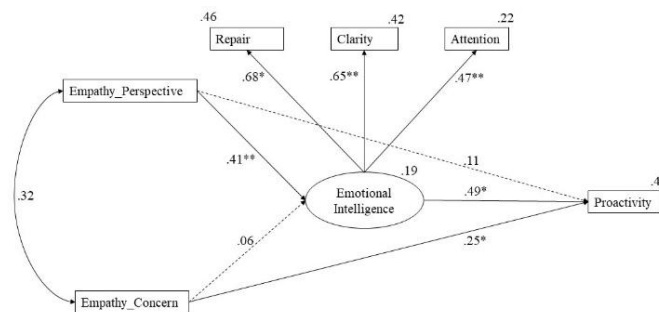 .46 .42 .22
Repair Clarity Attention
.68* .65** .47**
Empathy_Perspective
.11
.41** .19
.32 Emotional
Intelligence .49* Proactivity
.06 .25*
Empathy_Concern